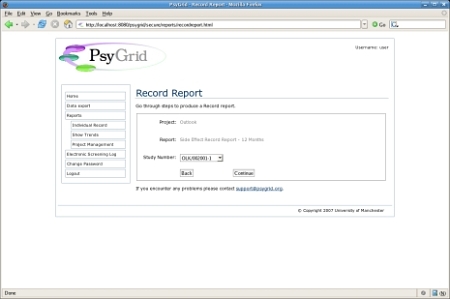 PsyGrid - Record Report - Mozilla Firefox
File Edit View Go Bookmarks Tools Help
http://localhost:8080/psygrid/secure/reports/recordreport.html
Go
PsyGrid
Username: user
Home
Data export
Reports
Individual Record
Show Trends
Project Management
Electronic Screening Log
Change Password
Logout
Record Report
Go through steps to produce a Record report.
Project: Outlook
Report: Side Effect Record Report - 12 Months
Study Number: OLK/002001-1
Back Continue
If you encounter any problems please contact support@psygrid.org.
© Copyright 2007 University of Manchester
Done